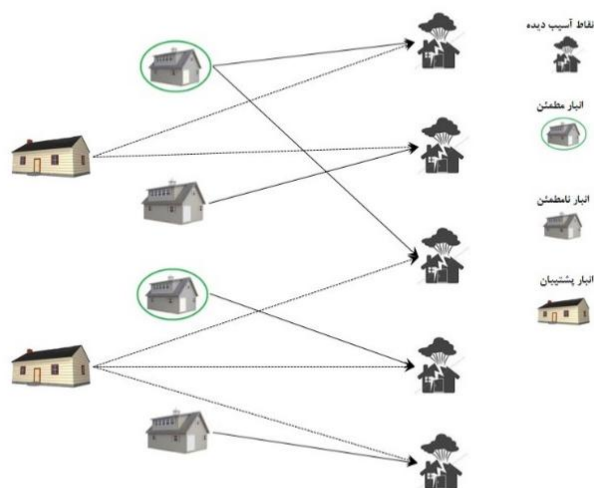 نقاط آسیب دیده
انبار مطمئن
انبار نامطمئن
انبار پشتیبان